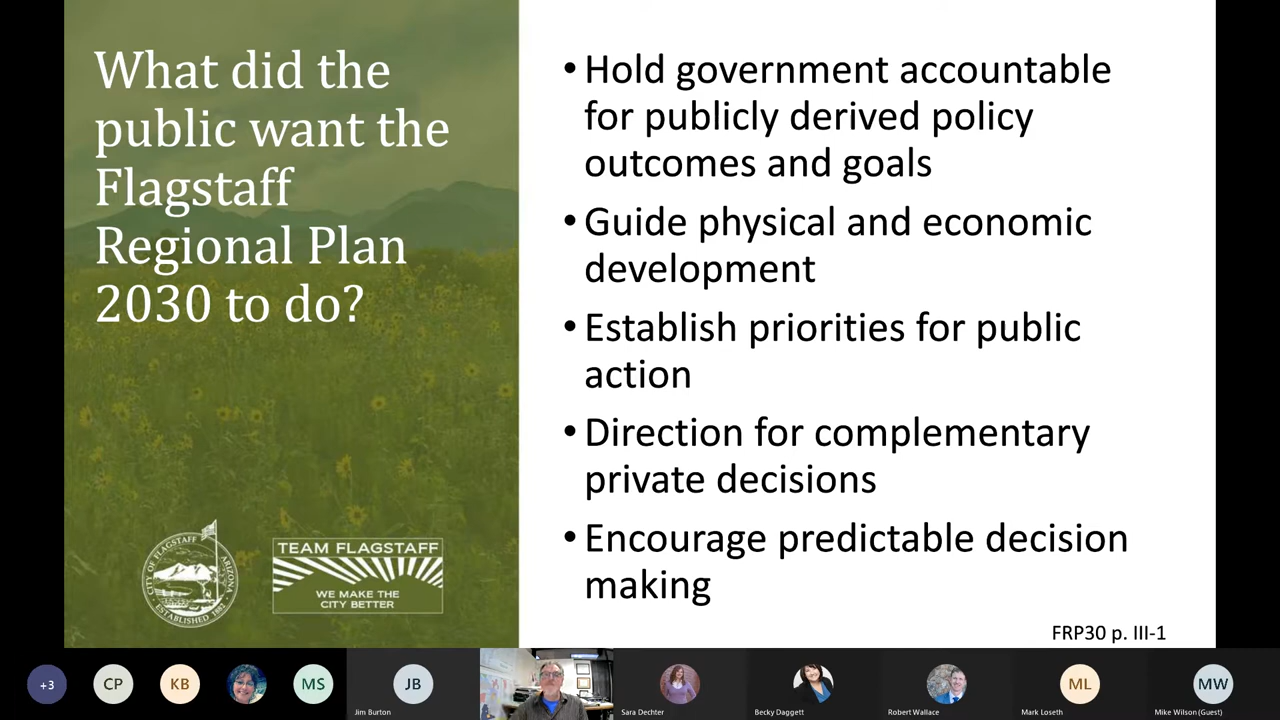 What did the
public want the
Flagstaff
Regional Plan
2030 to do?
• Hold government accountable
for publicly derived policy
outcomes and goals
• Guide physical and economic
development
• Establish priorities for public
action
• Direction for complementary
private decisions
• Encourage predictable decision
making
CITY OF FLAGSTAFF
ARIZONA
ESTABLISHED 1882
TEAM FLAGSTAFF
WE MAKE THE
CITY BETTER
FRP30 p. III-1
+3
CP
KB
MS
JB
Jim Burton
Sara Dechter
Becky Daggett
Robert Wallace
ML
Mark Loseth
MW
Mike Wilson (Guest)